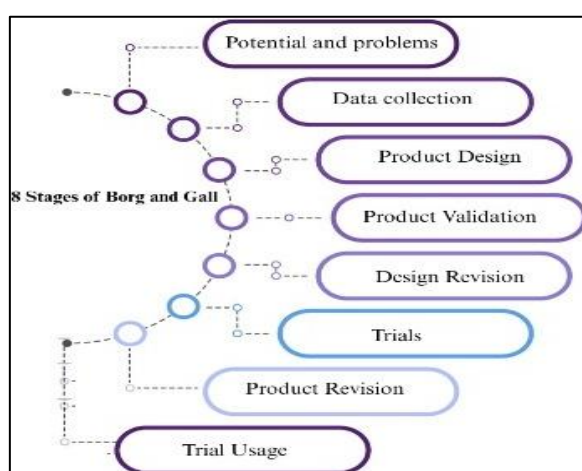 Potential and problems
Data collection
Product Design
8 Stages of Borg and Gall
Product Validation
Design Revision
Trials
Product Revision
Trial Usage